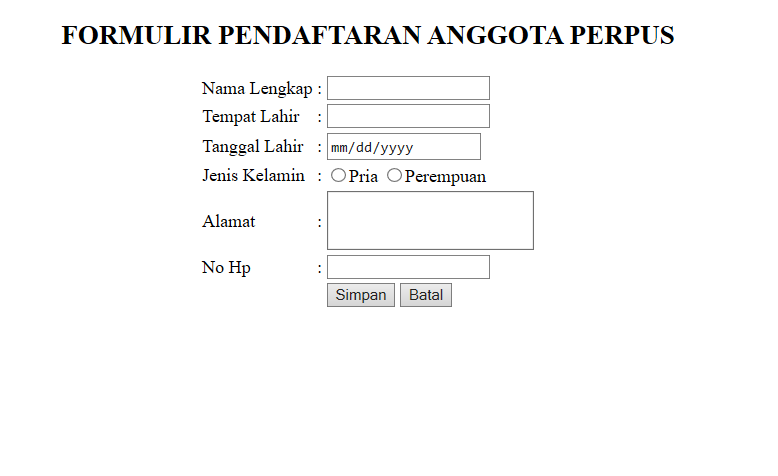 FORMULIR PENDAFTARAN ANGGOTA PERPUS
Nama Lengkap :
Tempat Lahir :
Tanggal Lahir : mm/dd/yyyy
Jenis Kelamin : Pria Perempuan
Alamat :
No Hp :
Simpan Batal